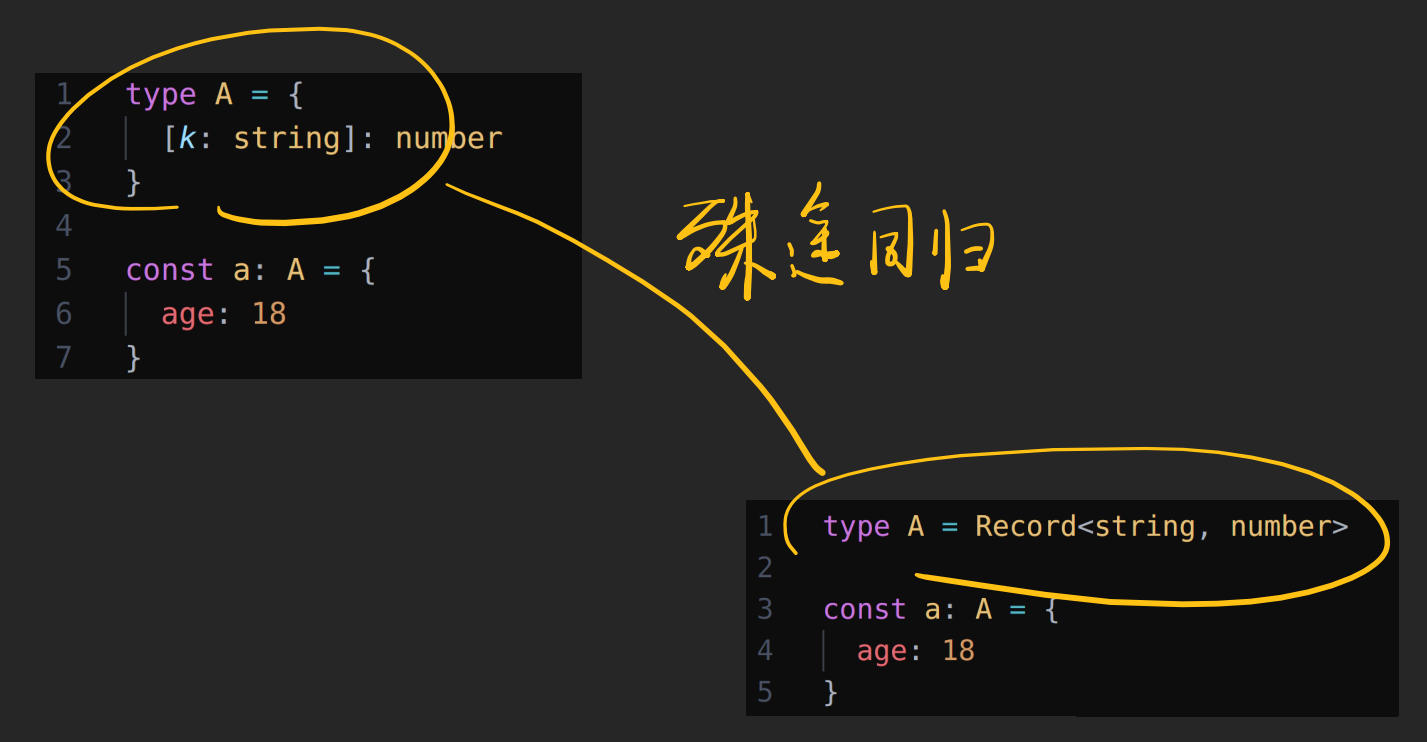 1 type A = {
2 [k: string]: number
3 }
4
5 const a: A = {
6 age: 18
7 }
殊途同归
1 type A = Record<string, number>
2
3 const a: A = {
4 age: 18
5 }